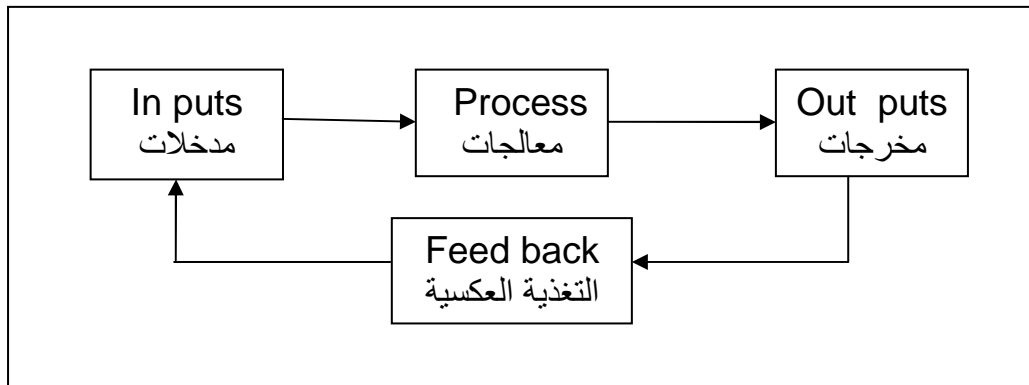 In puts
مدخلات
Process
معالجات
Out puts
مخرجات
Feed back
التغذية العكسية